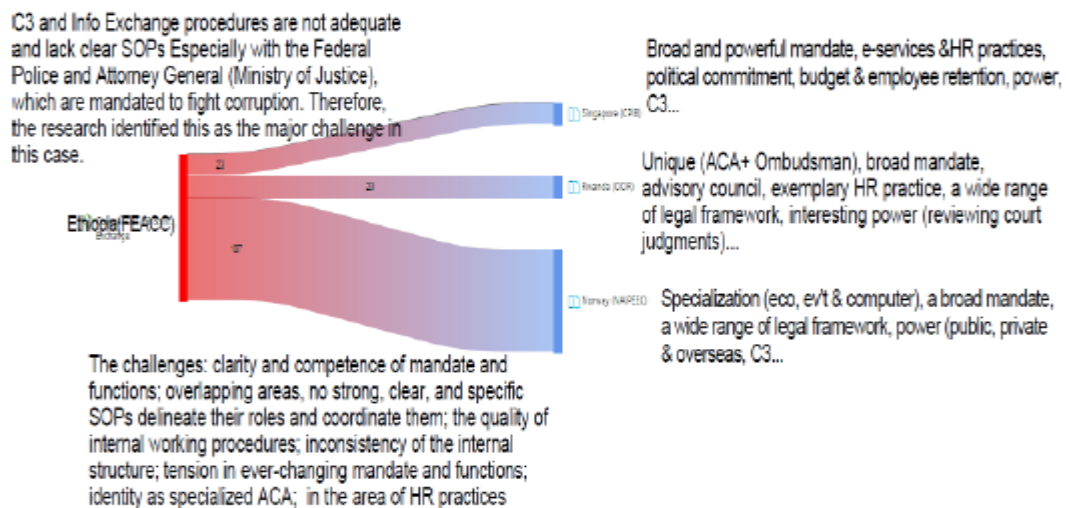 C3 and Info Exchange procedures are not adequate
and lack clear SOPs Especially with the Federal
Police and Attorney General (Ministry of Justice),
which are mandated to fight corruption. Therefore,
the research identified this as the major challenge in
this case.
Broad and powerful mandate, e-services &HR practices,
political commitment, budget & employee retention, power,
C3...
Singapore (CPIB)
23
Unique (ACA+ Ombudsman), broad mandate,
advisory council, exemplary HR practice, a wide range
of legal framework, interesting power (reviewing court
judgments)....
Rwanda (OOR)
23
Ethiopia(FEACC)
Exchange
Norway (NAIPEEC)
Specialization (eco, ev't & computer), a broad mandate,
a wide range of legal framework, power (public, private
& overseas, C3...
The challenges: clarity and competence of mandate and
functions; overlapping areas, no strong, clear, and specific
SOPs delineate their roles and coordinate them; the quality of
internal working procedures; inconsistency of the internal
structure; tension in ever-changing mandate and functions;
identity as specialized ACA;  in the area of HR practices